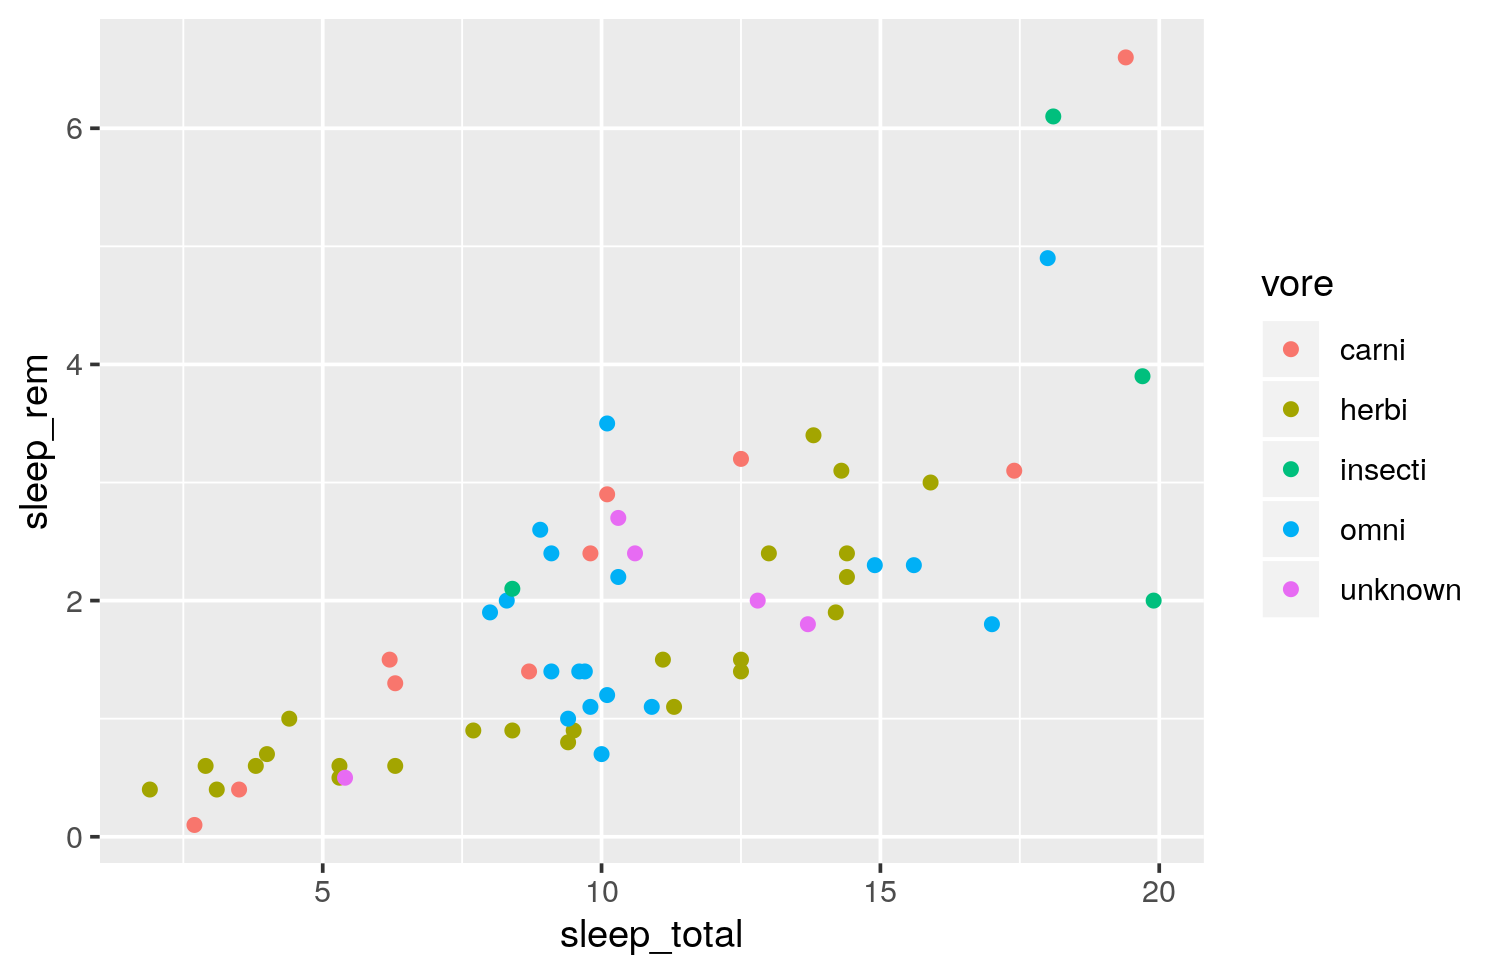 6
4
2
0
sleep_rem
5
10
15
20
sleep_total
vore
carni
herbi
insecti
omni
unknown